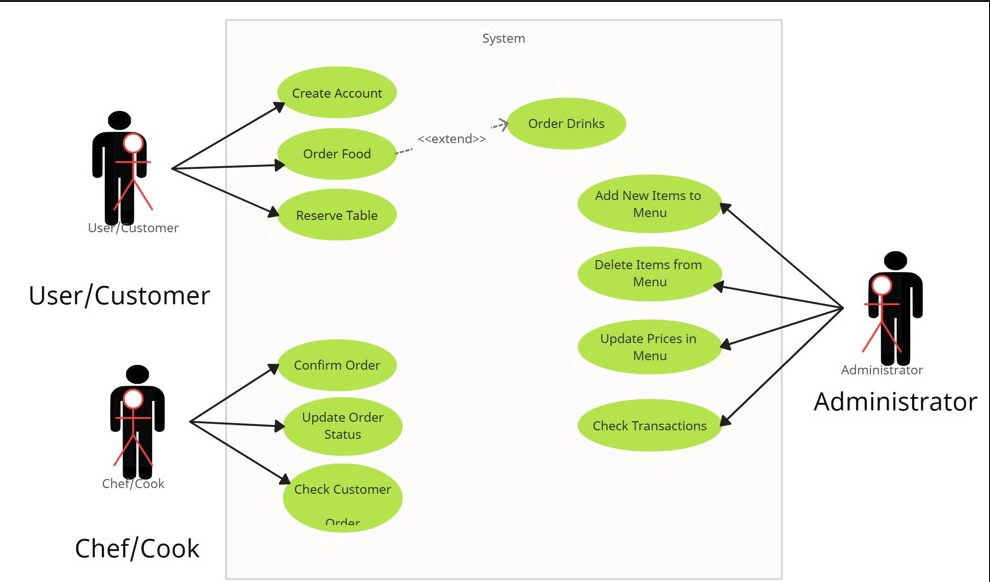 System
Create Account
Order Food
<<extend>>
Order Drinks
Reserve Table
User/Customer
User/Customer
Add New Items to
Menu
Delete Items from
Menu
Update Prices in
Menu
Check Transactions
Administrator
Administrator
Confirm Order
Update Order
Status
Check Customer
Order
Chef/Cook
Chef/Cook